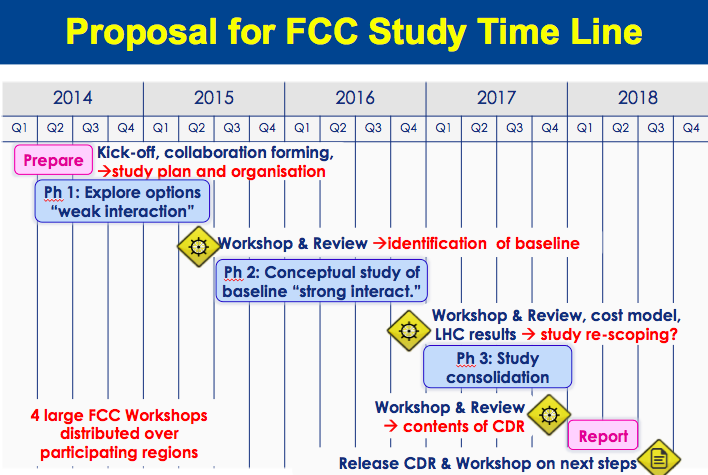 Proposal for FCC Study Time Line
2014 2015 2016 2017 2018
Q1 Q2 Q3 Q4 Q1 Q2 Q3 Q4 Q1 Q2 Q3 Q4 Q1 Q2 Q3 Q4 Q1 Q2 Q3 Q4
Prepare
Kick-off, collaboration forming,
→study plan and organisation
Ph 1: Explore options
“weak interaction”
Workshop & Review →identification of baseline
Ph 2: Conceptual study of
baseline “strong interact.”
Workshop & Review, cost model,
LHC results → study re-scoping?
Ph 3: Study
consolidation
4 large FCC Workshops
distributed over
participating regions
Workshop & Review
→ contents of CDR
Report
Release CDR & Workshop on next steps